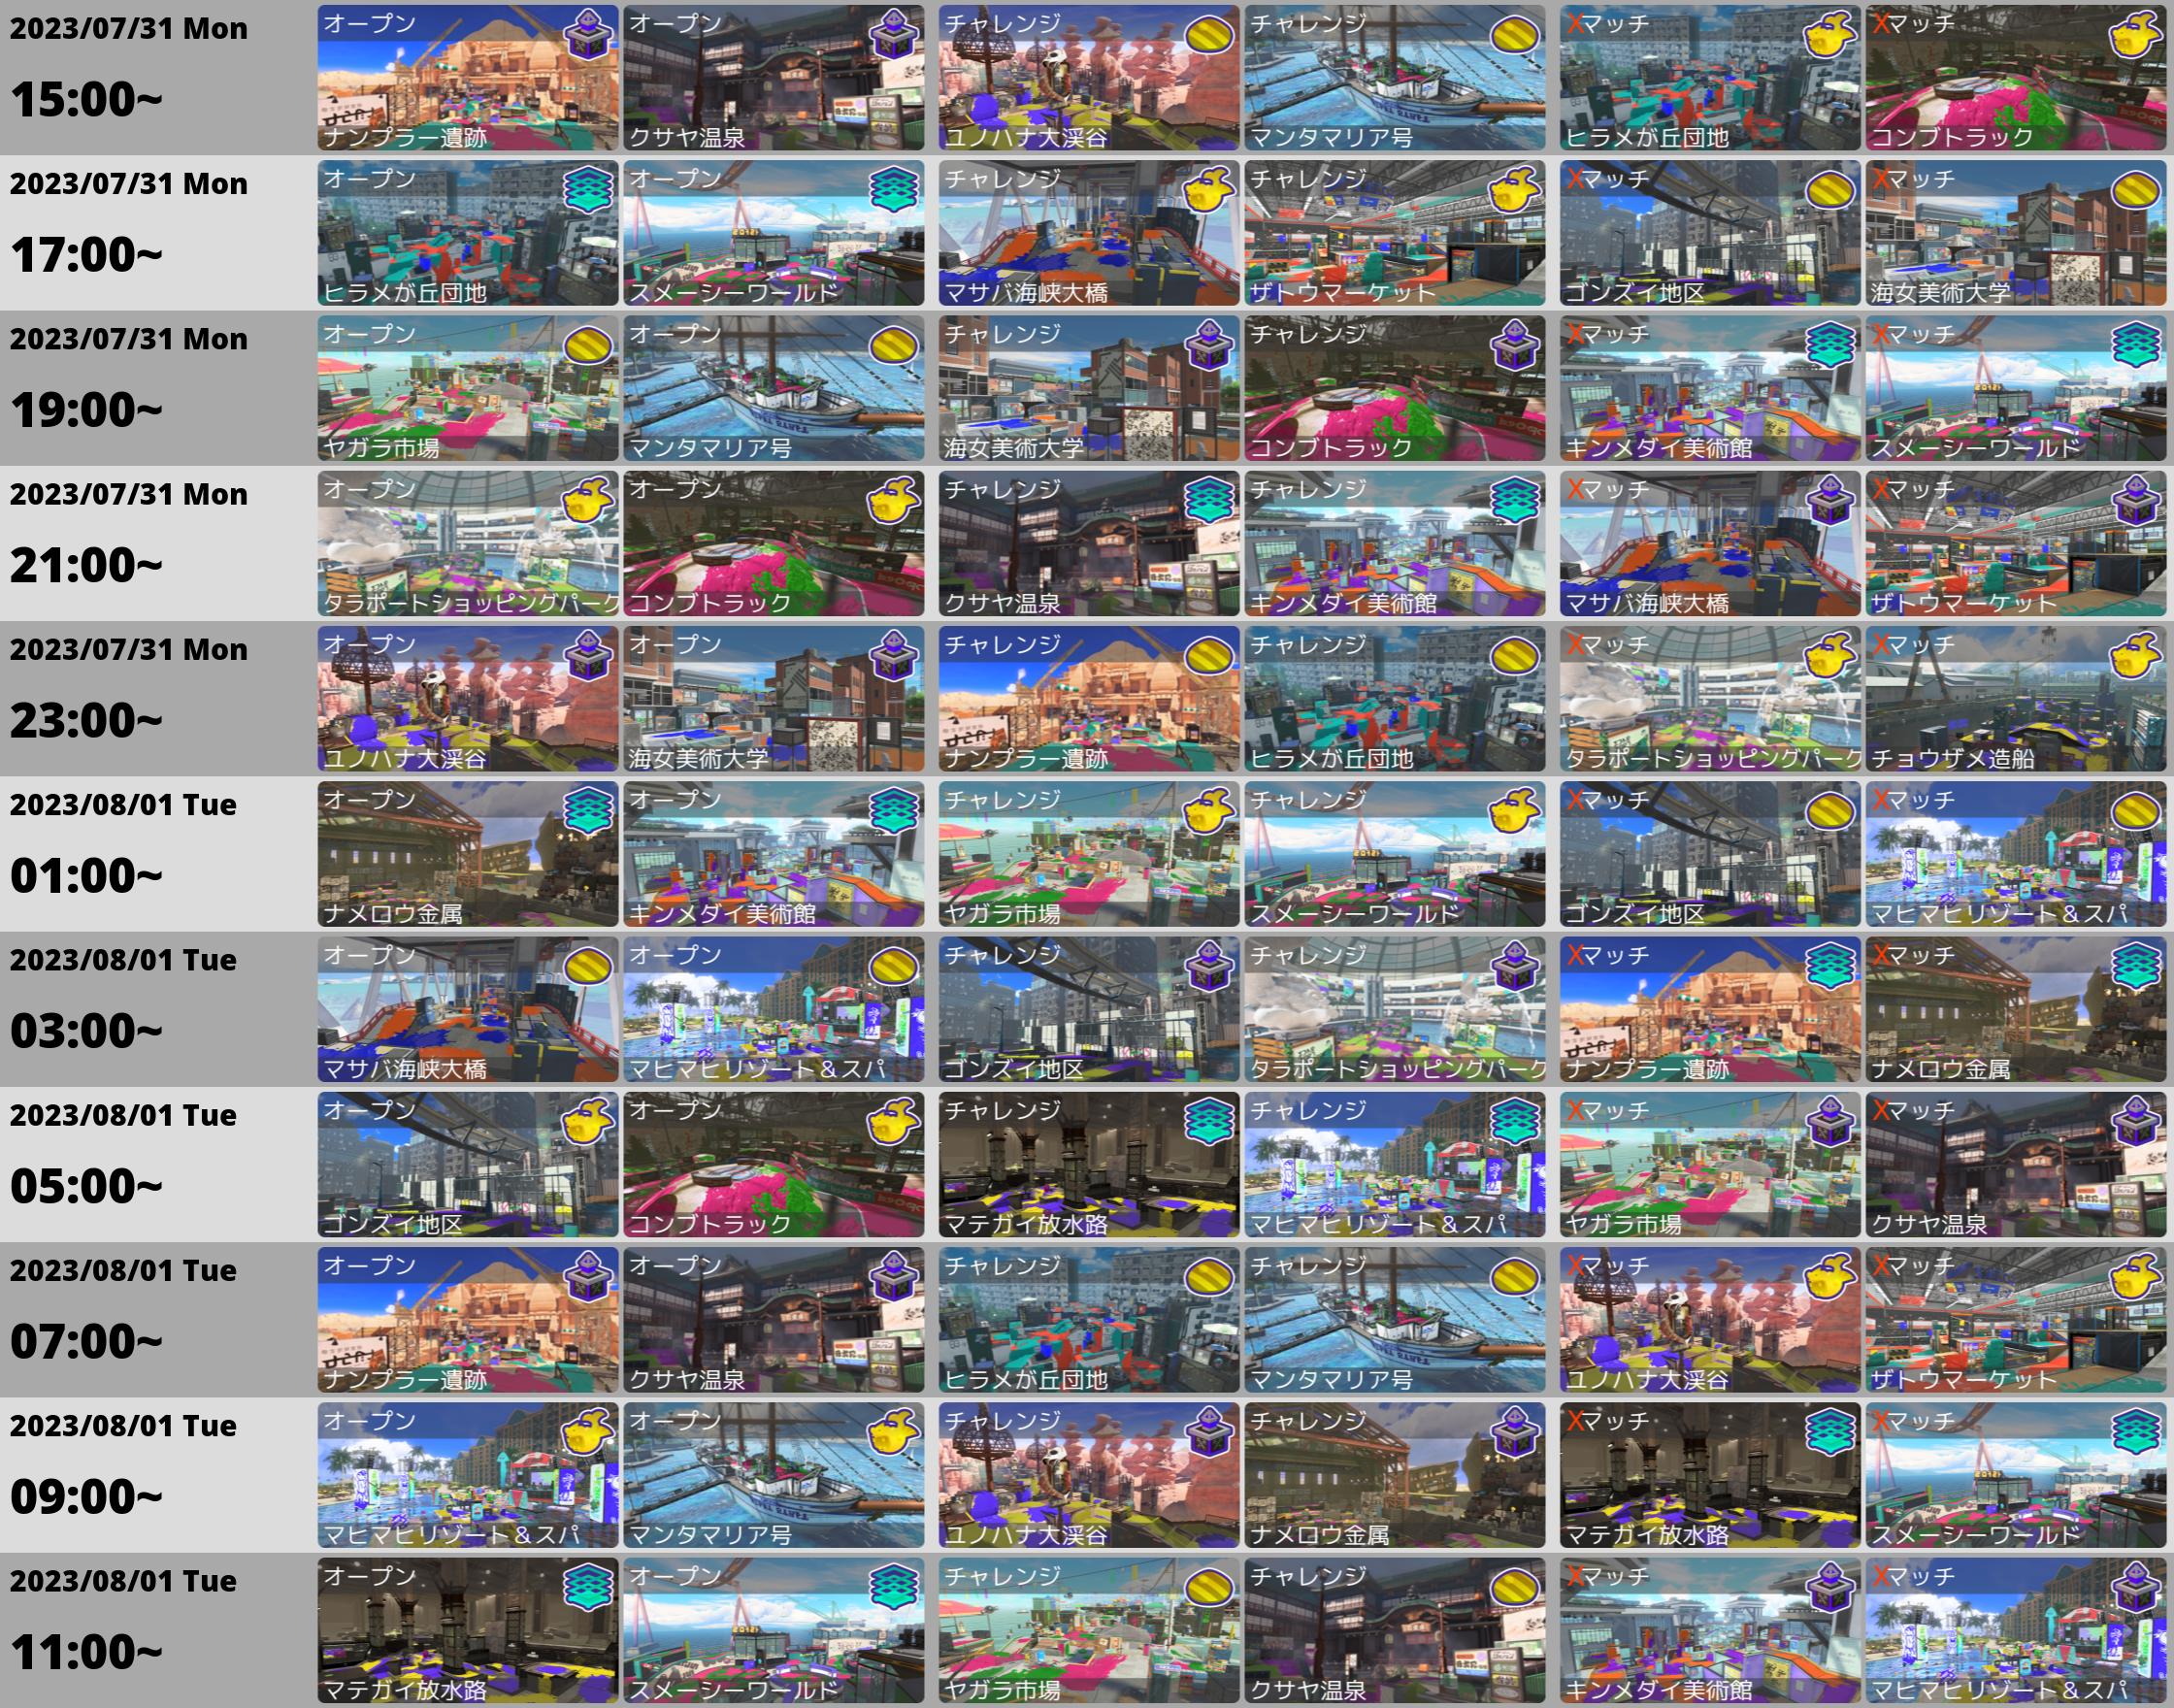 2023/07/31 Mon
15:00~
オープン オープン チャレンジ チャレンジ Xマッチ Xマッチ
ナンプラー遺跡 クサヤ温泉 ユノハナ大渓谷 マンタマリア号 ヒラメが丘団地 コンブトラック
2023/07/31 Mon
17:00~
オープン オープン チャレンジ チャレンジ Xマッチ Xマッチ
ヒラメが丘団地 スメーシーワールド マサバ海峡大橋 ザトウマーケット ゴンズイ地区 海女美術大学
2023/07/31 Mon
19:00~
オープン オープン チャレンジ チャレンジ Xマッチ Xマッチ
ヤガラ市場 マンタマリア号 海女美術大学 コンブトラック キンメダイ美術館 スメーシーワールド
2023/07/31 Mon
21:00~
オープン オープン チャレンジ チャレンジ Xマッチ Xマッチ
タラポートショッピングパーク コンブトラック クサヤ温泉 キンメダイ美術館 マサバ海峡大橋 ザトウマーケット
2023/07/31 Mon
23:00~
オープン オープン チャレンジ チャレンジ Xマッチ Xマッチ
ユノハナ大渓谷 海女美術大学 ナンプラー遺跡 ヒラメが丘団地 タラポートショッピングパーク チョウザメ造船
2023/08/01 Tue
01:00~
オープン オープン チャレンジ チャレンジ Xマッチ Xマッチ
ナメロウ金属 キンメダイ美術館 ヤガラ市場 スメーシーワールド ゴンズイ地区 マヒマヒリゾート&スパ
2023/08/01 Tue
03:00~
オープン オープン チャレンジ チャレンジ Xマッチ Xマッチ
マサバ海峡大橋 マヒマヒリゾート&スパ ゴンズイ地区 タラポートショッピングパーク ナンプラー遺跡 ナメロウ金属
2023/08/01 Tue
05:00~
オープン オープン チャレンジ チャレンジ Xマッチ Xマッチ
ゴンズイ地区 コンブトラック マテガイ放水路 マヒマヒリゾート&スパ ヤガラ市場 クサヤ温泉
2023/08/01 Tue
07:00~
オープン オープン チャレンジ チャレンジ Xマッチ Xマッチ
ナンプラー遺跡 クサヤ温泉 ヒラメが丘団地 マンタマリア号 ユノハナ大渓谷 ザトウマーケット
2023/08/01 Tue
09:00~
オープン オープン チャレンジ チャレンジ Xマッチ Xマッチ
マヒマヒリゾート&スパ マンタマリア号 ユノハナ大渓谷 ナメロウ金属 マテガイ放水路 スメーシーワールド
2023/08/01 Tue
11:00~
オープン オープン チャレンジ チャレンジ Xマッチ Xマッチ
マテガイ放水路 スメーシーワールド ヤガラ市場 クサヤ温泉 キンメダイ美術館 マヒマヒリゾート&スパ